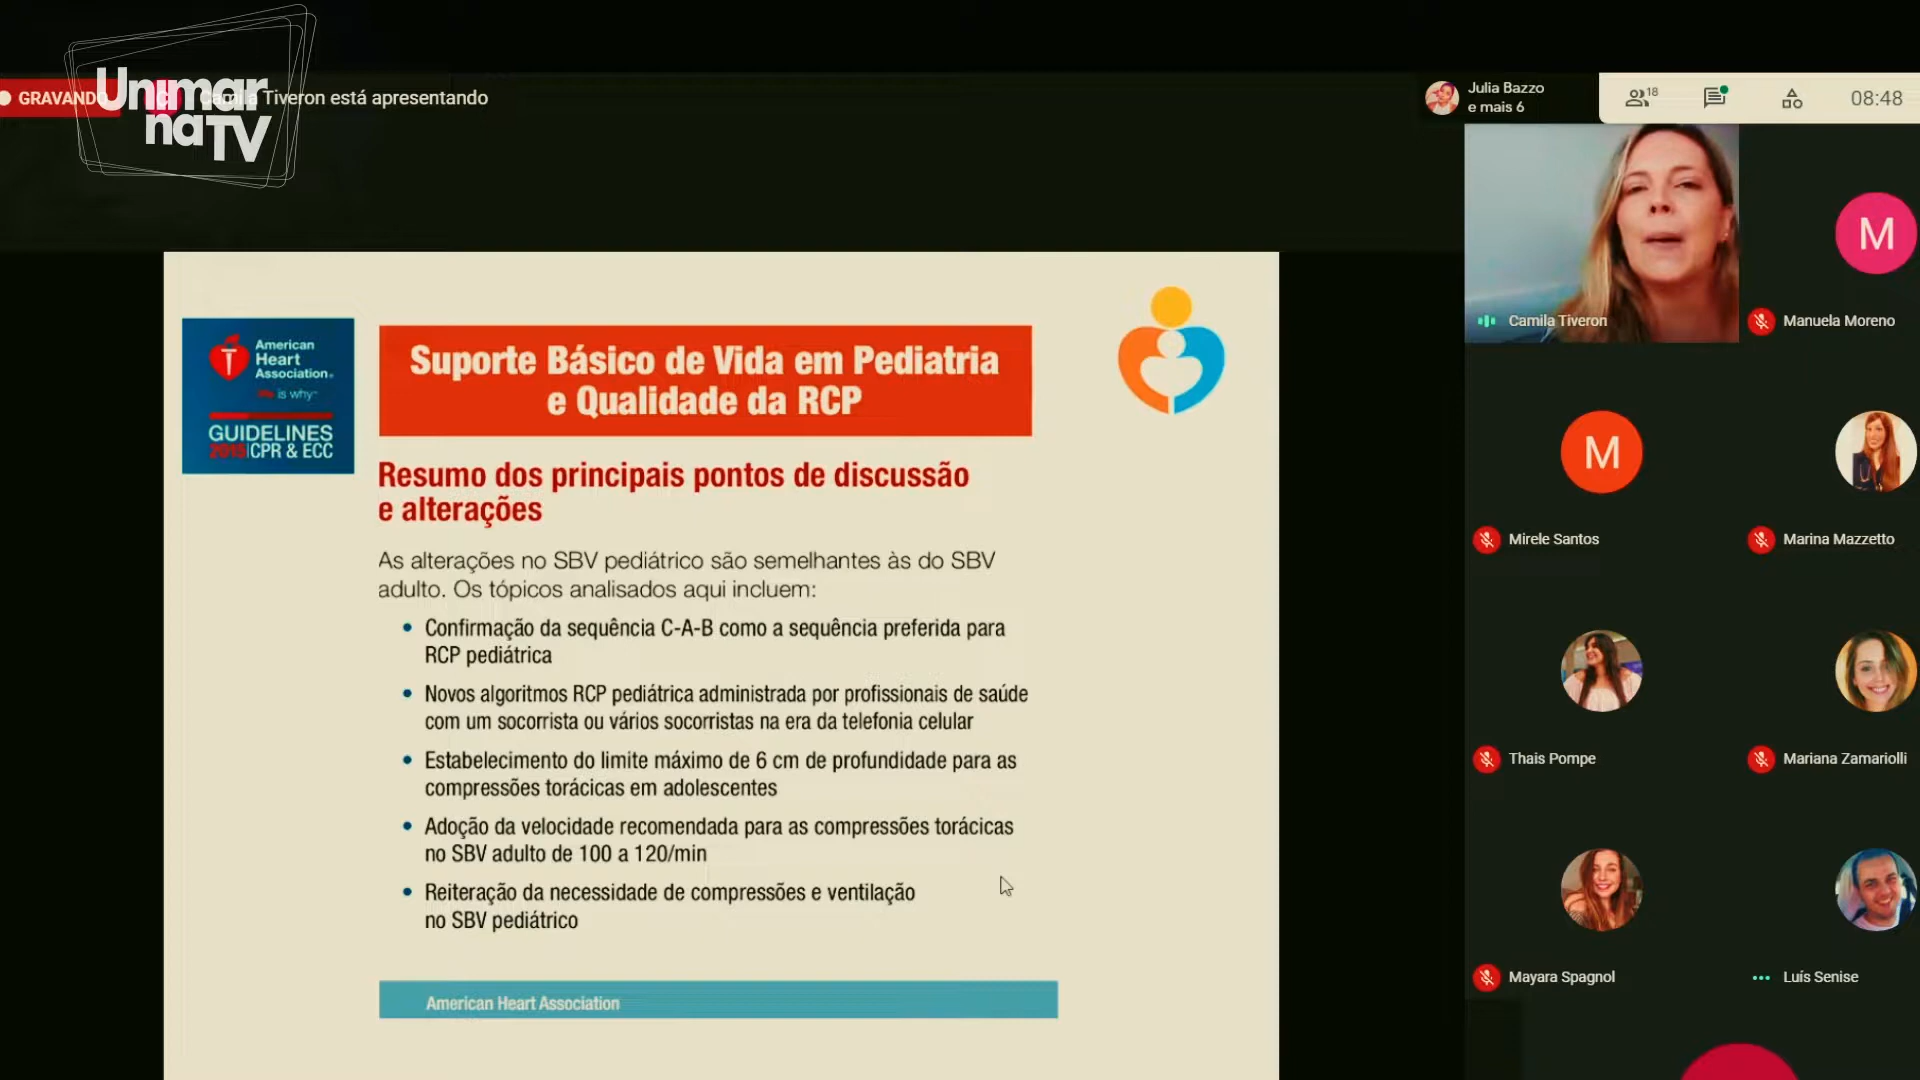 Unimar
na TV
GRAVANDO
Camila Tiveron está apresentando
Julia Bazzo
e mais 6
18
08:48
American
Heart
Association®
is why™
GUIDELINES
2015 CPR & ECC
Suporte Básico de Vida em Pediatria
e Qualidade da RCP
Resumo dos principais pontos de discussão
e alterações
As alterações no SBV pediátrico são semelhantes às do SBV
adulto. Os tópicos analisados aqui incluem:
• Confirmação da sequência C-A-B como a sequência preferida para
RCP pediátrica
• Novos algoritmos RCP pediátrica administrada por profissionais de saúde
com um socorrista ou vários socorristas na era da telefonia celular
• Estabelecimento do limite máximo de 6 cm de profundidade para as
compressões torácicas em adolescentes
• Adoção da velocidade recomendada para as compressões torácicas
no SBV adulto de 100 a 120/min
• Reiteração da necessidade de compressões e ventilação
no SBV pediátrico
American Heart Association
Camila Tiveron
M
Manuela Moreno
M
Mirele Santos
Marina Mazzetto
Thais Pompe
Mariana Zamariolli
Mayara Spagnol
Luís Senise